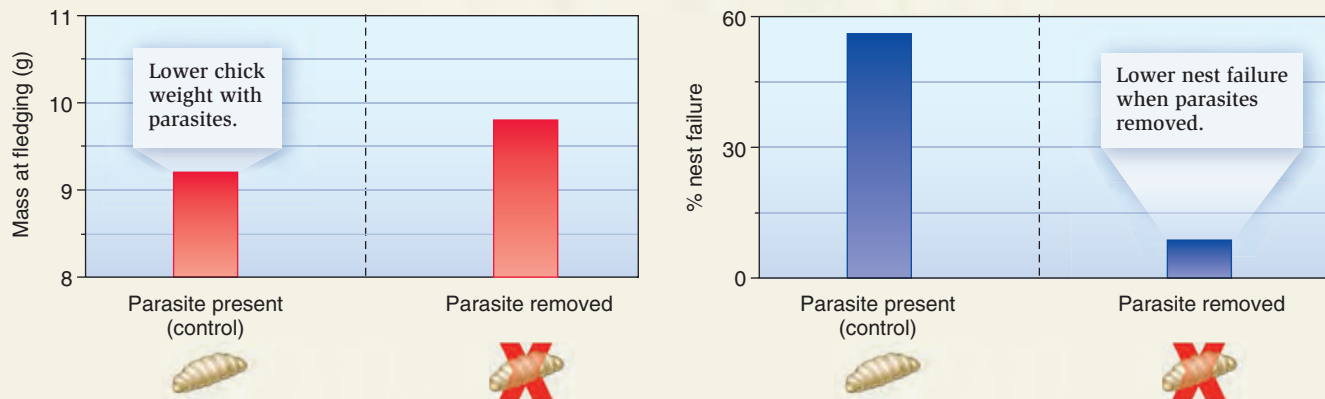 Mass at fledging (g)
11
10
9
8
Lower chick
weight with
parasites.
Parasite present
(control)
Parasite removed
% nest failure
60
30
0
Lower nest failure
when parasites
removed.
Parasite present
(control)
Parasite removed